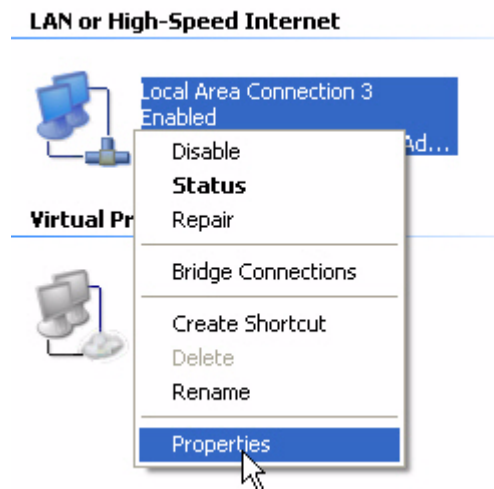 LAN or High-Speed Internet
Local Area Connection 3
Enabled
Ad...
Disable
Status
Repair
Virtual Pr
Bridge Connections
Create Shortcut
Delete
Rename
Properties